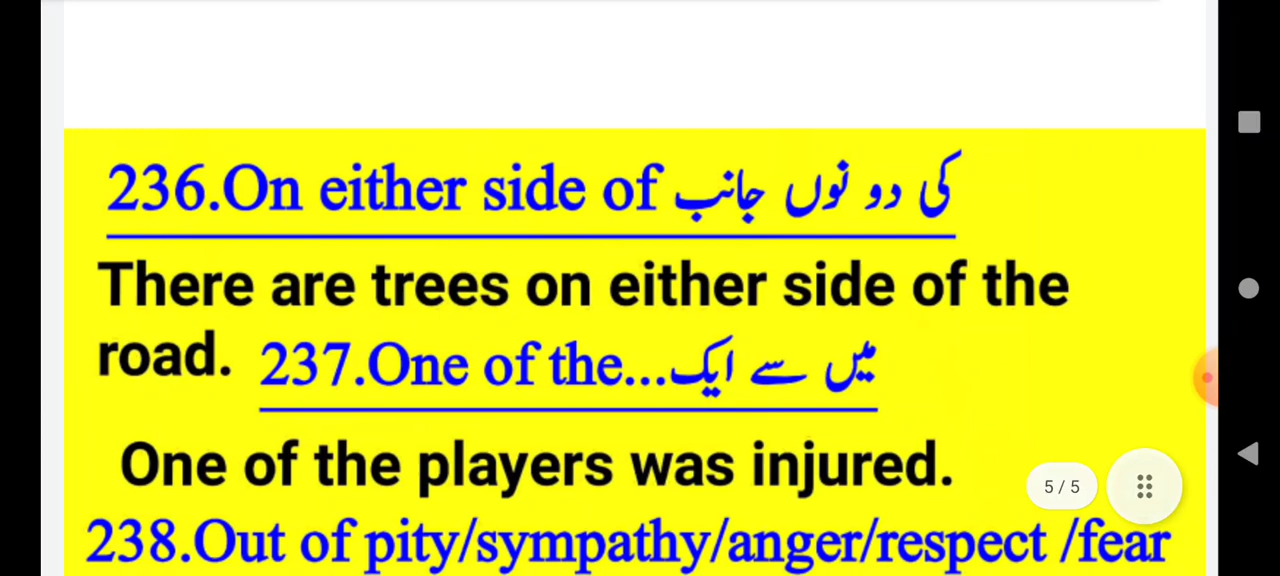 236.On either side of کی دو نوں جانب
There are trees on either side of the
road. 237.One of the...میں سے ایک
One of the players was injured.
5 / 5
238.Out of pity/sympathy/anger/respect /fear